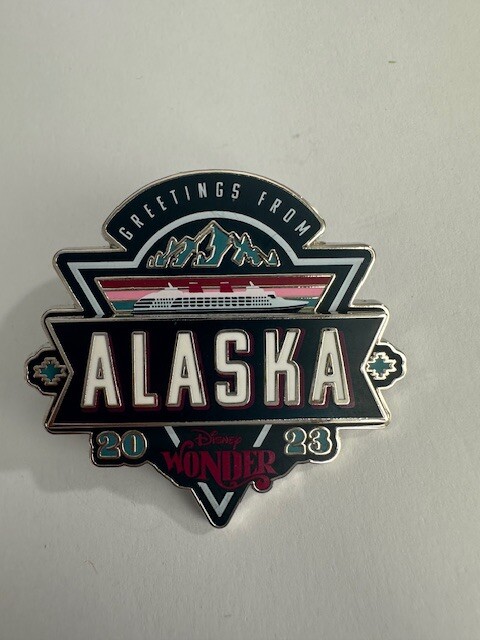 GREETINGS FROM
ALASKA
20 23
Disney
WONDER